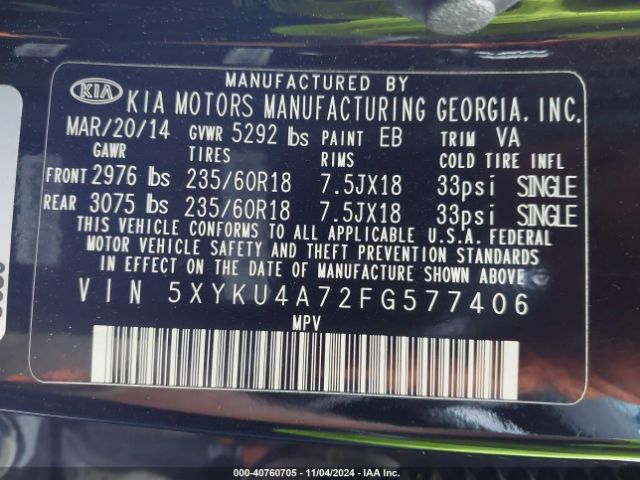 MANUFACTURED BY
KIA KIA MOTORS MANUFACTURING GEORGIA, INC.
MAR/20/14 GVWR 5292 lbs PAINT EB TRIM VA
GAWR TIRES RIMS COLD TIRE INFL
FRONT 2976 lbs 235/60R18 7.5JX18 33psi SINGLE
REAR 3075 lbs 235/60R18 7.5JX18 33psi SINGLE
THIS VEHICLE CONFORMS TO ALL APPLICABLE U.S.A. FEDERAL
MOTOR VEHICLE SAFETY AND THEFT PREVENTION STANDARDS
IN EFFECT ON THE DATE OF MANUFACTURE SHOWN ABOVE.
VIN 5XYKU4A72FG577406
MPV
000-40760705 - 11/04/2024 - IAA Inc.